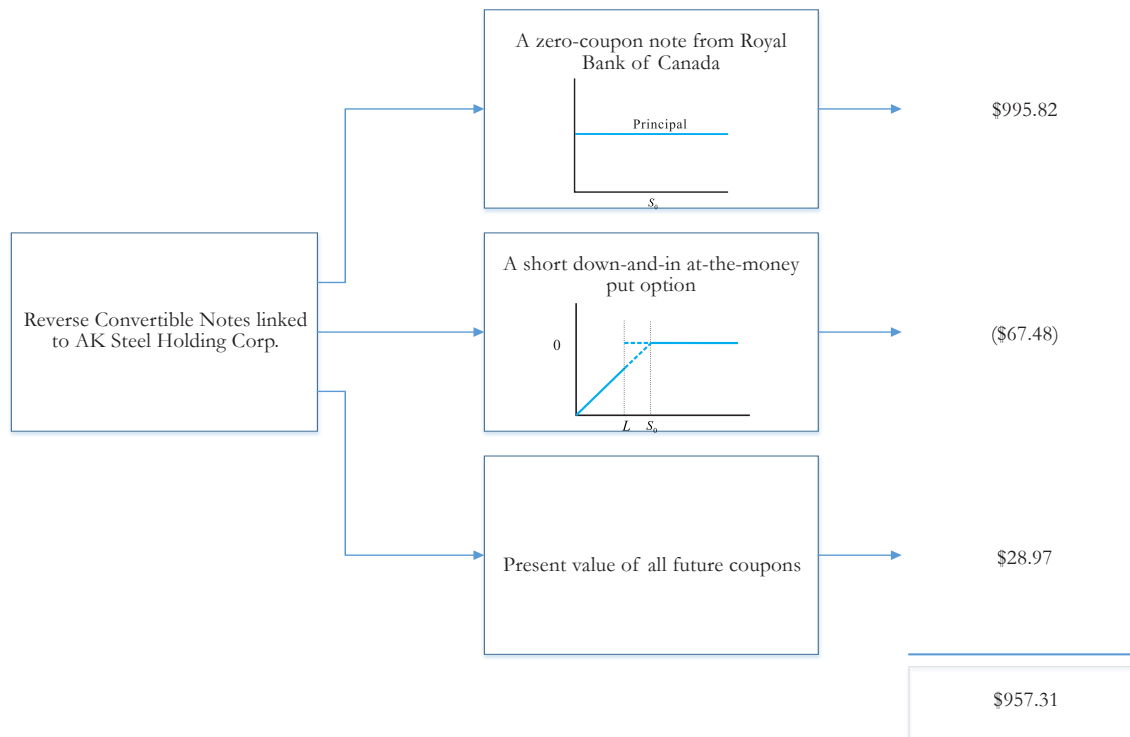 A zero-coupon note from Royal
Bank of Canada
Principal
S₀
$995.82
Reverse Convertible Notes linked
to AK Steel Holding Corp.
A short down-and-in at-the-money
put option
0
L S₀
($67.48)
Present value of all future coupons
$28.97
$957.31